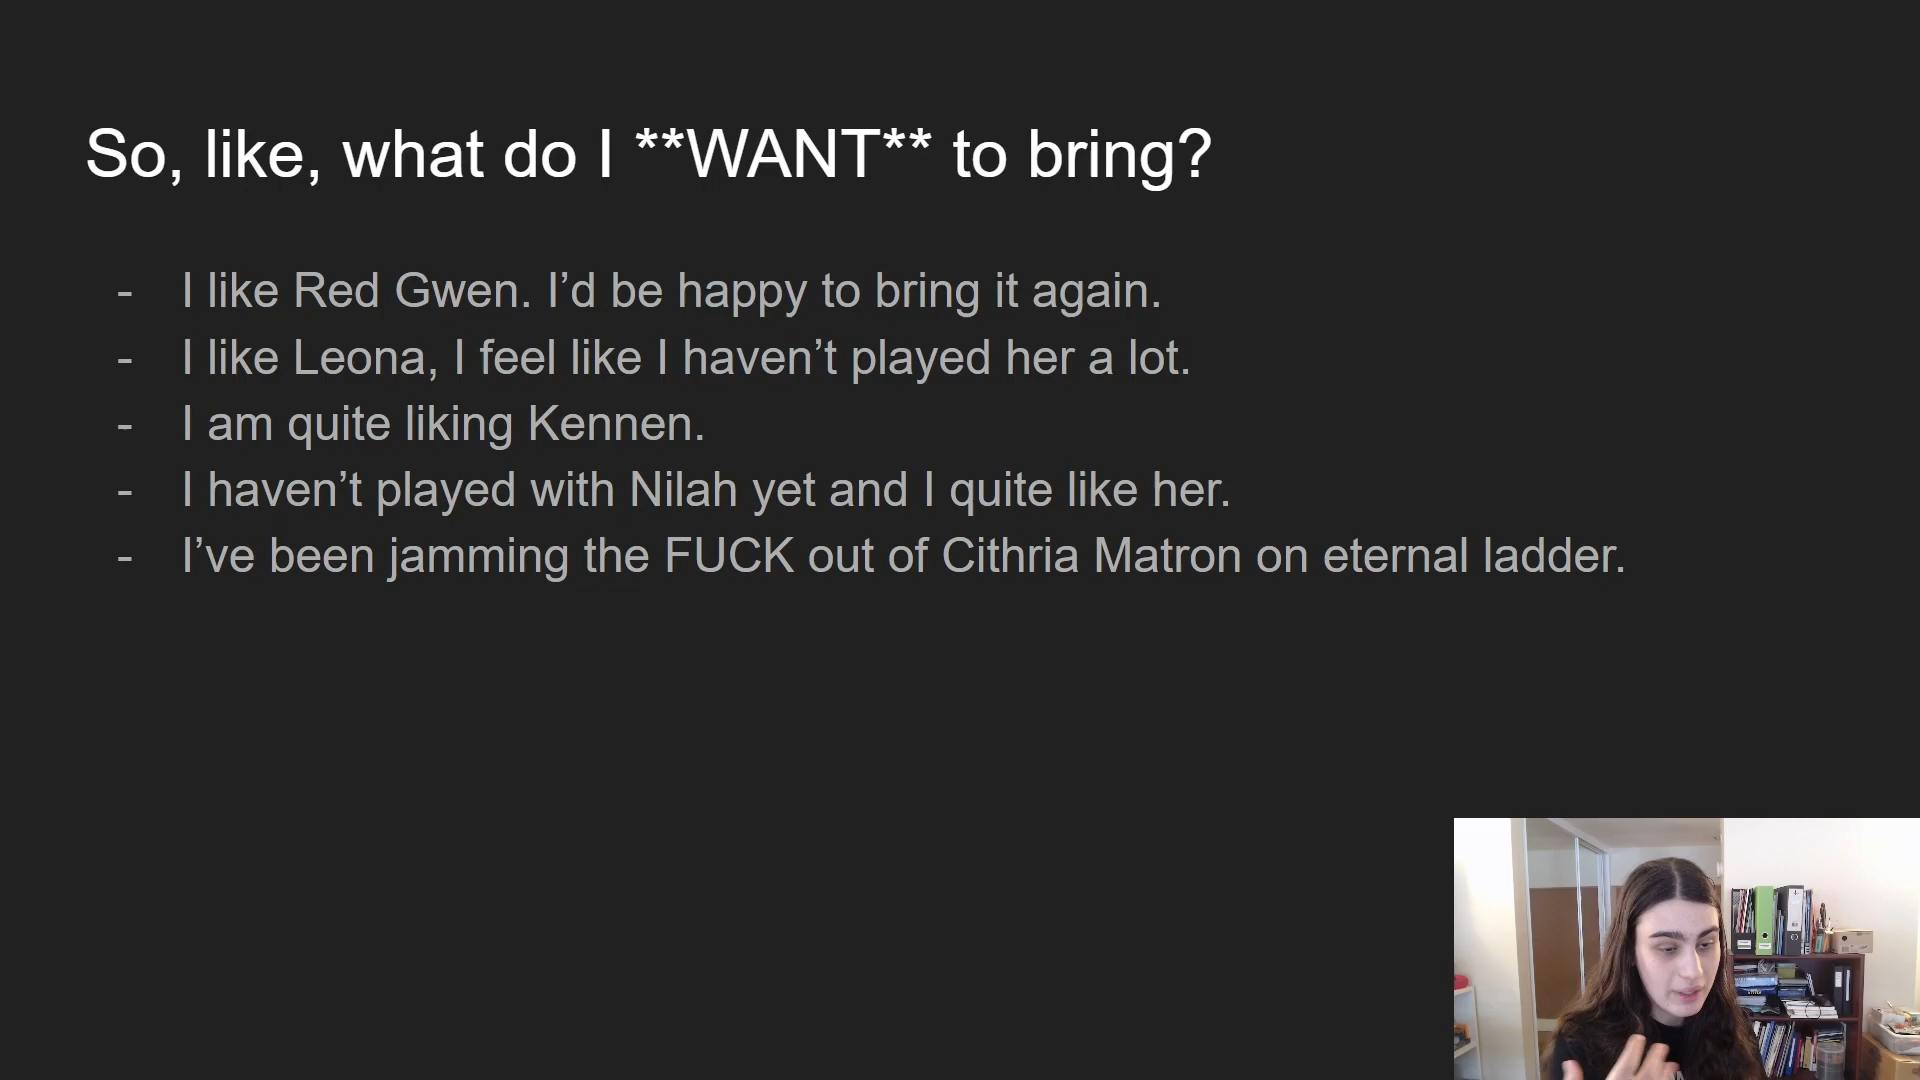 So, like, what do I **WANT** to bring?
- I like Red Gwen. I’d be happy to bring it again.
- I like Leona, I feel like I haven’t played her a lot.
- I am quite liking Kennen.
- I haven’t played with Nilah yet and I quite like her.
- I’ve been jamming the FUCK out of Cithria Matron on eternal ladder.